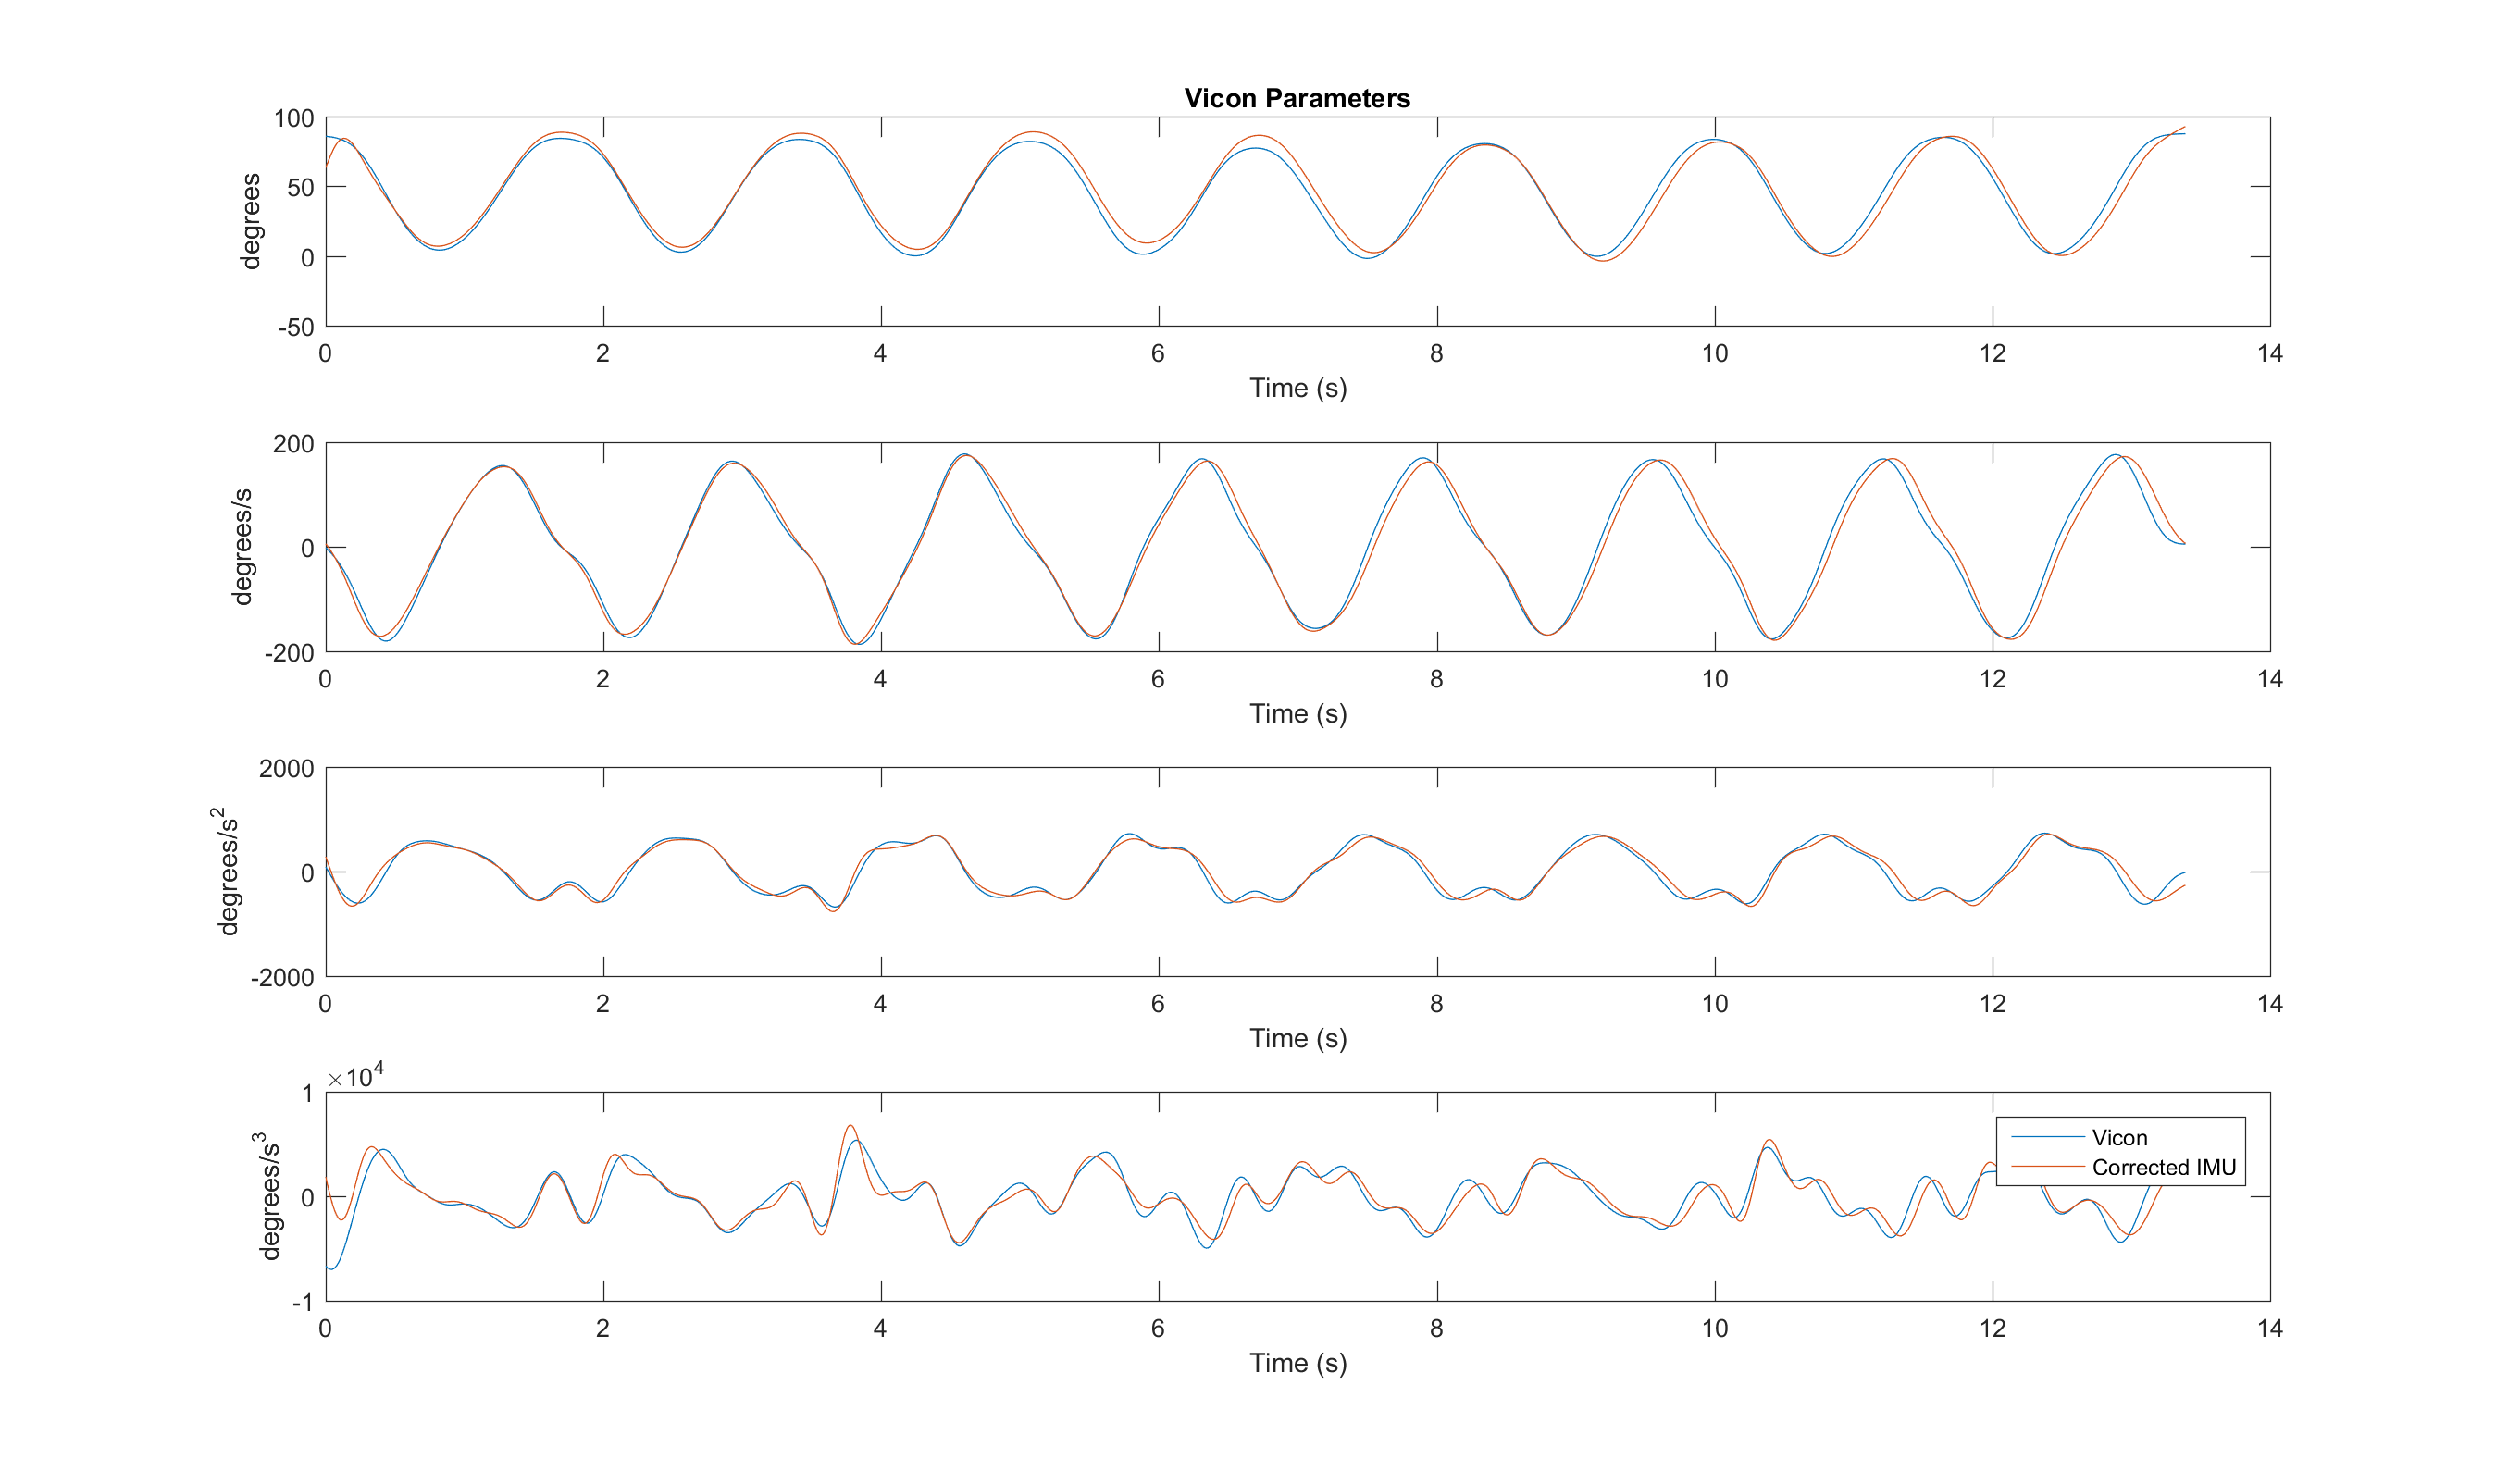 Vicon Parameters
100
50
0
-50
degrees
0 2 4 6 8 10 12 14
Time (s)
200
0
-200
degrees/s
0 2 4 6 8 10 12 14
Time (s)
2000
0
-2000
degrees/s²
0 2 4 6 8 10 12 14
Time (s)
×10⁴
1
0
-1
degrees/s³
Vicon
Corrected IMU
0 2 4 6 8 10 12 14
Time (s)